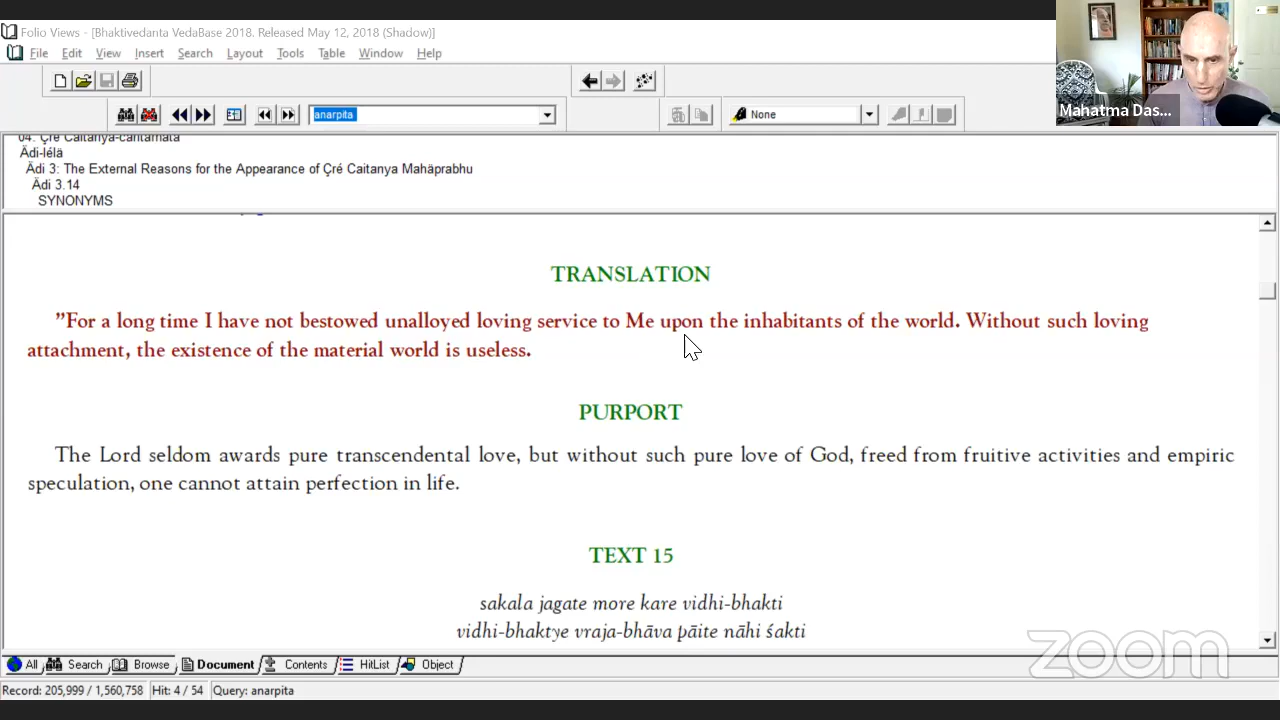 Folio Views - [Bhaktivedanta VedaBase 2018. Released May 12, 2018 (Shadow)]
File Edit View Insert Search Layout Tools Table Window Help
anarpita
None
Mahatma Das...
04. Çré Caitanya-caritämåta
Ädi-lélä
Ädi 3: The External Reasons for the Appearance of Çré Caitanya Mahäprabhu
Ädi 3.14
SYNONYMS
TRANSLATION
"For a long time I have not bestowed unalloyed loving service to Me upon the inhabitants of the world. Without such loving
attachment, the existence of the material world is useless.
PURPORT
The Lord seldom awards pure transcendental love, but without such pure love of God, freed from fruitive activities and empiric
speculation, one cannot attain perfection in life.
TEXT 15
sakala jagate more kare vidhi-bhakti
vidhi-bhaktye vraja-bhāva pāite nāhi śakti
zoom
All Search Browse Document Contents HitList Object
Record: 205,999 / 1,560,758 Hit: 4 / 54 Query: anarpita